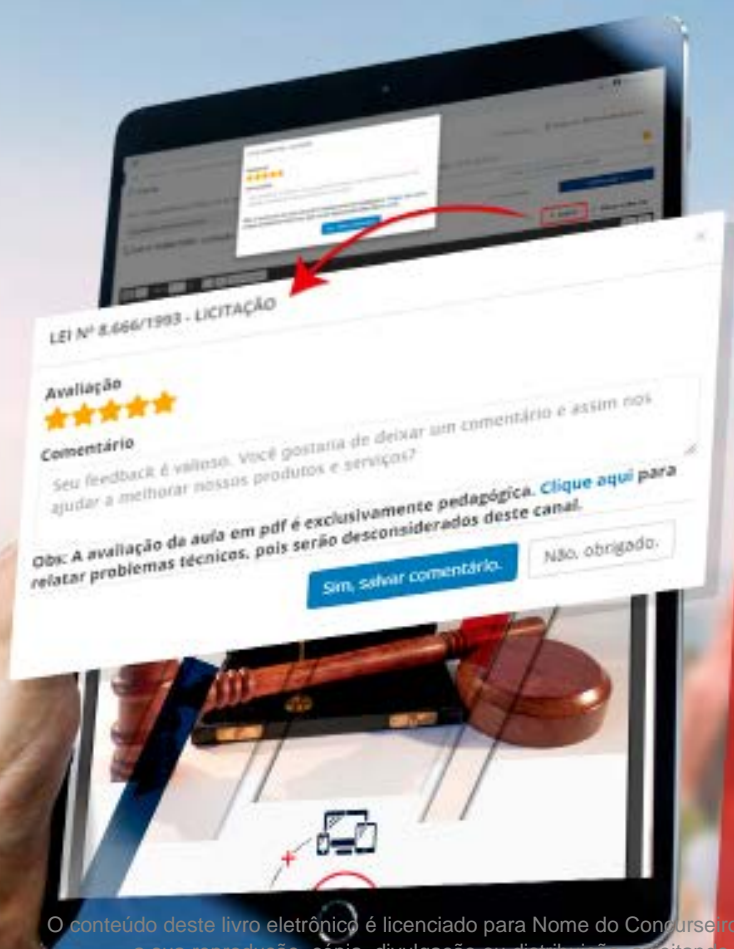 LEI Nº 8.666/1993 - LICITAÇÃO
Avaliação
Comentário
Seu feedback é valioso. Você gostaria de deixar um comentário e assim nos
ajudar a melhorar nossos produtos e serviços?
Obs: A avaliação da aula em pdf é exclusivamente pedagógica. Clique aqui para
relatar problemas técnicos, pois serão desconsiderados deste canal.
Sim, salvar comentário.
Não, obrigado.
O conteúdo deste livro eletrônico é licenciado para Nome do Concurseiro